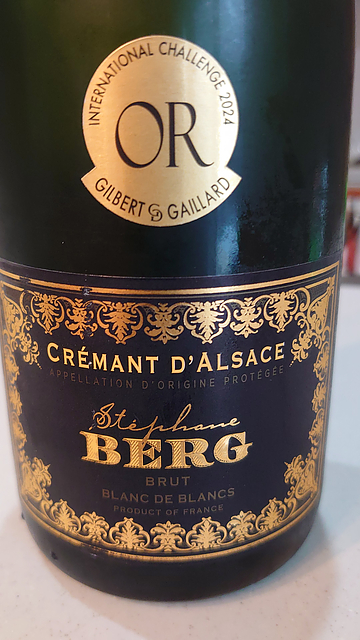 INTERNATIONAL CHALLENGE 2024
OR
GILBERT & GAILLARD
CRÉMANT D'ALSACE
APPELLATION D'ORIGINE PROTÉGÉE
Stéphane
BERG
BRUT
BLANC DE BLANCS
PRODUCT OF FRANCE